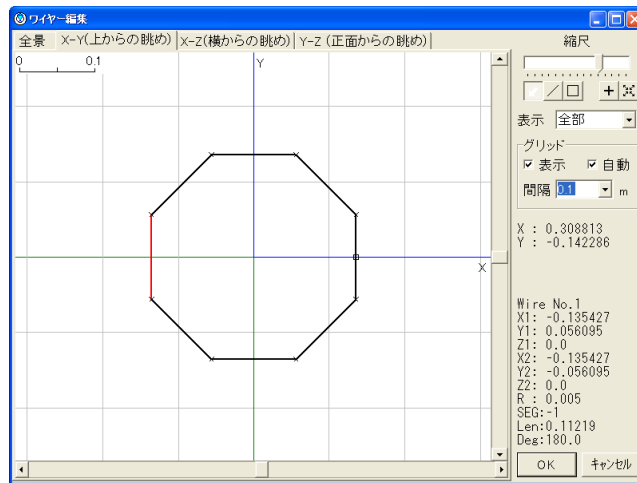 ワイヤー編集
全景 X-Y(上からの眺め) X-Z(横からの眺め) Y-Z (正面からの眺め)
0 0.1
Y
X
縮尺
表示 全部
グリッド
表示 自動
間隔 0.1 m
X : 0.308813
Y : -0.142286
Wire No.1
X1: -0.135427
Y1: 0.056095
Z1: 0.0
X2: -0.135427
Y2: -0.056095
Z2: 0.0
R : 0.005
SEG:-1
Len:0.11219
Deg:180.0
OK キャンセル